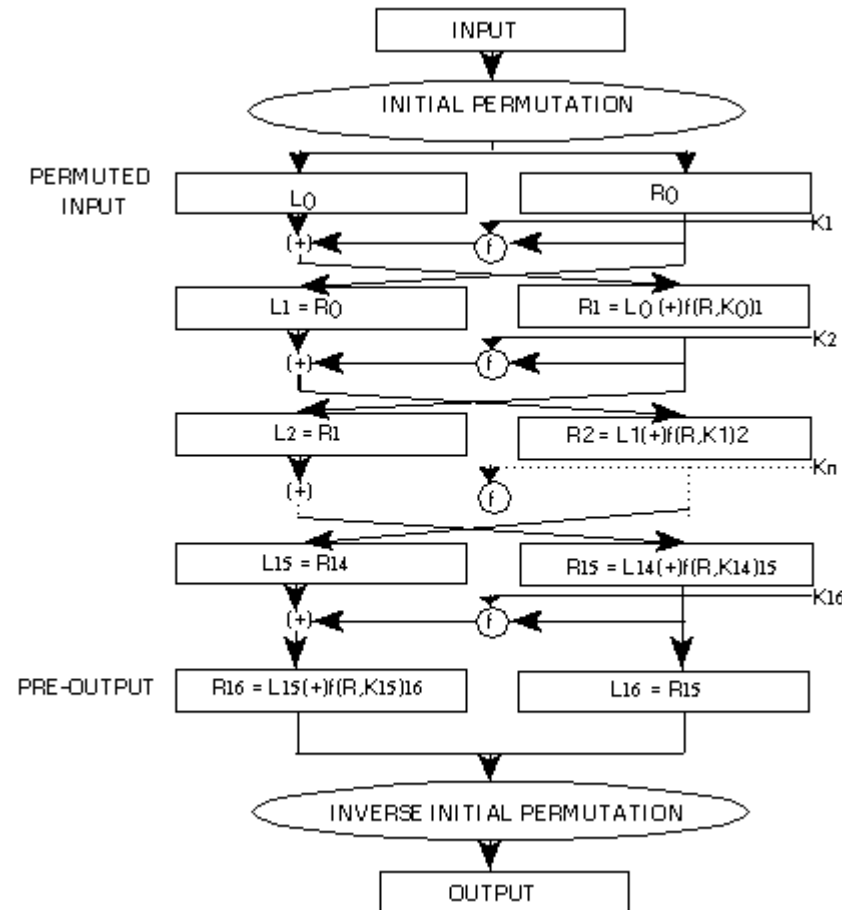 INPUT
INITIAL PERMUTATION
PERMUTED
INPUT
L0
R0
K1
(+)
f
L1 = R0
R1 = L0 (+)f(R,K0)1
K2
(+)
f
L2 = R1
R2 = L1(+)f(R,K1)2
Kn
(+)
f
L15 = R14
R15 = L14(+)f(R,K14)15
K16
(+)
f
PRE-OUTPUT
R16 = L15(+)f(R,K15)16
L16 = R15
INVERSE INITIAL PERMUTATION
OUTPUT